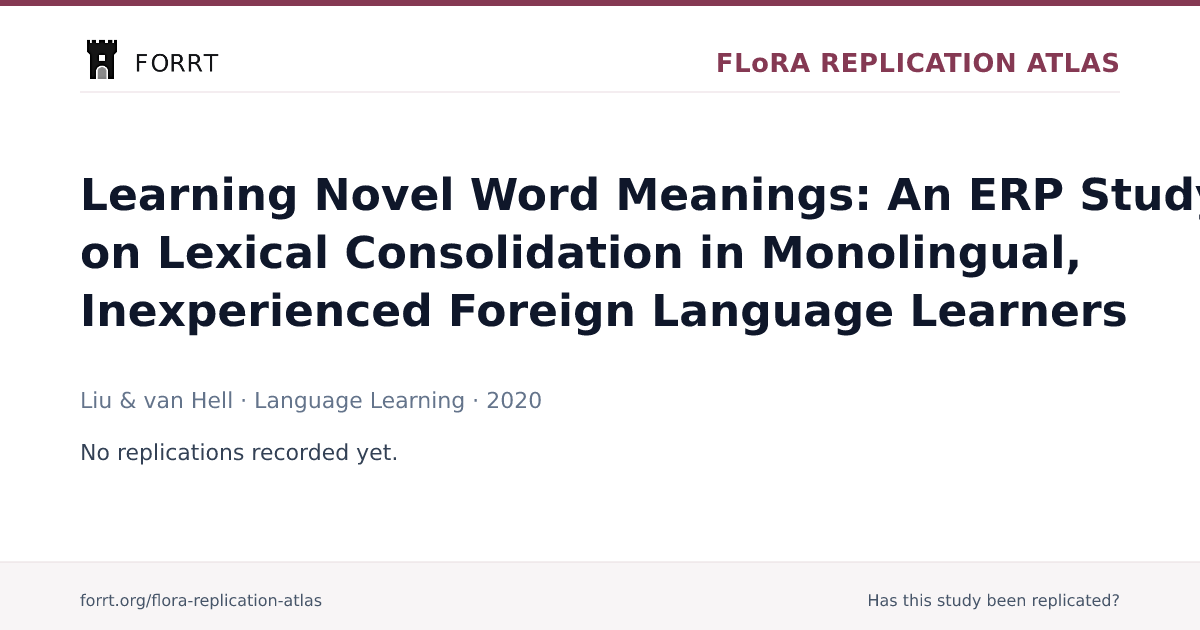 FORRT
FLoRA REPLICATION ATLAS
Learning Novel Word Meanings: An ERP Study
on Lexical Consolidation in Monolingual,
Inexperienced Foreign Language Learners
Liu & van Hell · Language Learning · 2020
No replications recorded yet.
forrt.org/flora-replication-atlas
Has this study been replicated?